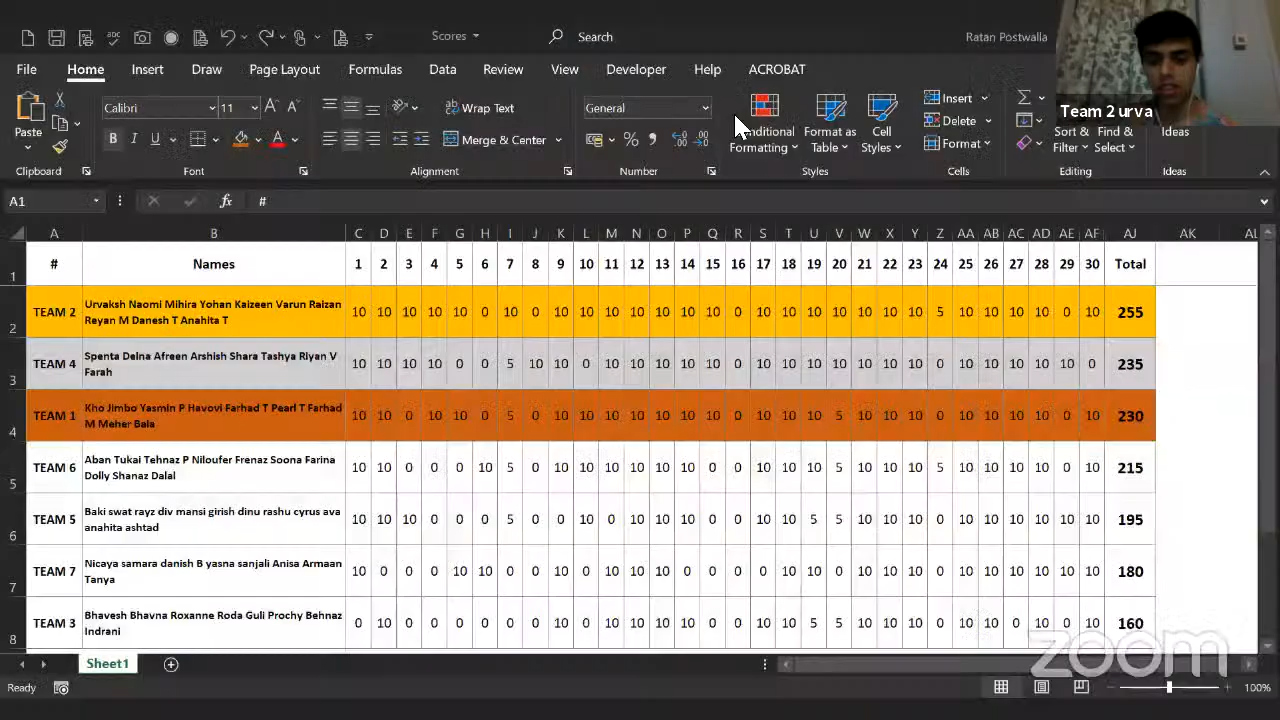 Scores
Search
Ratan Postwalla
File Home Insert Draw Page Layout Formulas Data Review View Developer Help ACROBAT
Team 2 urva
Calibri 11 Wrap Text General Insert
Paste B I U Merge & Center Conditional Formatting Format as Table Cell Styles Delete Format Sort & Filter Find & Select Ideas
Clipboard Font Alignment Number Styles Cells Editing Ideas
A1 fx #
A B C D E F G H I J K L M N O P Q R S T U V W X Y Z AA AB AC AD AE AF AJ AK AL
1 # Names 1 2 3 4 5 6 7 8 9 10 11 12 13 14 15 16 17 18 19 20 21 22 23 24 25 26 27 28 29 30 Total
2 TEAM 2 Urvaksh Naomi Mihira Yohan Kaizeen Varun Raizan
Reyan M Danesh T Anahita T 10 10 10 10 10 0 10 0 10 10 10 10 10 10 10 0 10 10 10 10 10 10 10 5 10 10 10 10 0 10 255
3 TEAM 4 Spenta Delna Afreen Arshish Shara Tashya Riyan V
Farah 10 10 10 10 0 0 5 10 10 0 10 10 10 10 10 0 10 10 10 10 10 10 10 0 10 10 10 10 10 0 235
4 TEAM 1 Kho Jimbo Yasmin P Havovi Farhad T Pearl T Farhad
M Meher Bala 10 10 0 10 10 0 5 0 10 10 10 10 10 10 10 0 10 10 10 5 10 10 10 0 10 10 10 10 0 10 230
5 TEAM 6 Aban Tukai Tehnaz P Niloufer Frenaz Soona Farina
Dolly Shanaz Dalal 10 10 0 0 0 10 5 0 10 10 10 10 10 10 0 0 10 10 10 5 10 10 10 5 10 10 10 10 0 10 215
6 TEAM 5 Baki swat rayz div mansi girish dinu rashu cyrus ava
anahita ashtad 10 10 10 0 0 0 5 0 0 10 0 10 10 10 0 0 10 10 5 5 10 10 10 0 10 10 10 10 0 10 195
7 TEAM 7 Nicaya samara danish B yasna sanjali Anisa Armaan
Tanya 10 0 0 0 10 10 0 0 10 0 10 10 10 0 0 0 0 10 10 10 10 10 10 0 10 10 10 10 0 10 180
8 TEAM 3 Bhavesh Bhavna Roxanne Roda Guli Prochy Behnaz
Indrani 0 10 0 0 0 0 0 0 10 0 10 10 10 0 0 0 10 10 5 5 10 10 10 0 10 10 0 10 0 10 160
zoom
Sheet1
Ready 100%